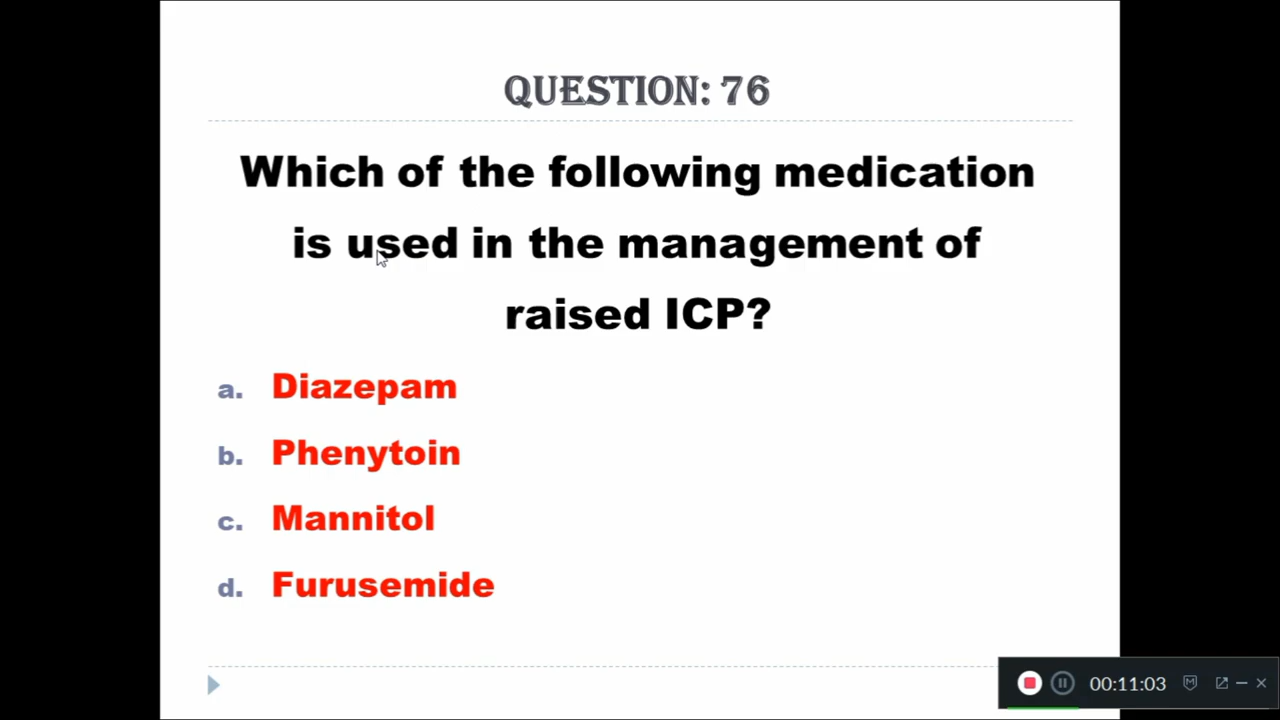 QUESTION: 76
Which of the following medication
is used in the management of
raised ICP?
a. Diazepam
b. Phenytoin
c. Mannitol
d. Furusemide
00:11:03